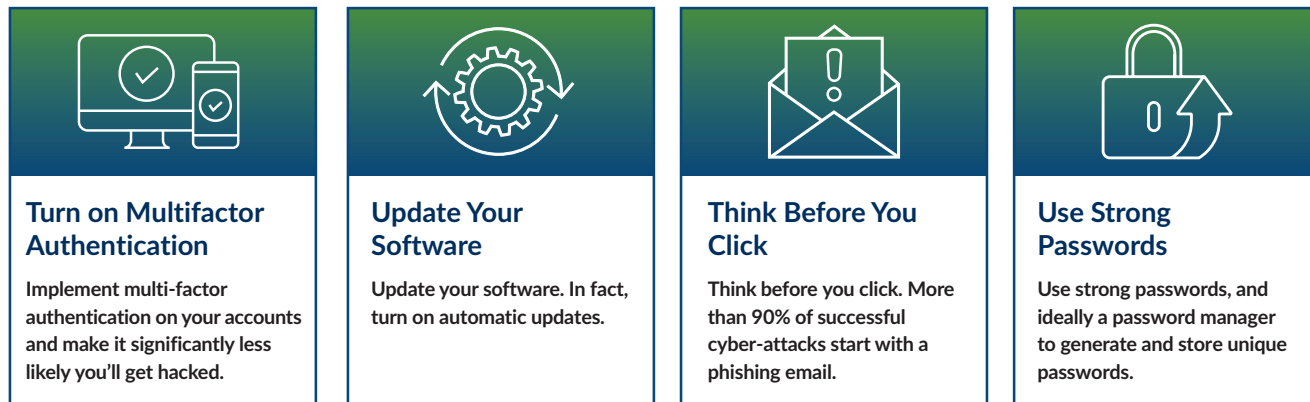 Turn on Multifactor
Authentication
Implement multi-factor
authentication on your accounts
and make it significantly less
likely you’ll get hacked.
Update Your
Software
Update your software. In fact,
turn on automatic updates.
Think Before You
Click
Think before you click. More
than 90% of successful
cyber-attacks start with a
phishing email.
Use Strong
Passwords
Use strong passwords, and
ideally a password manager
to generate and store unique
passwords.